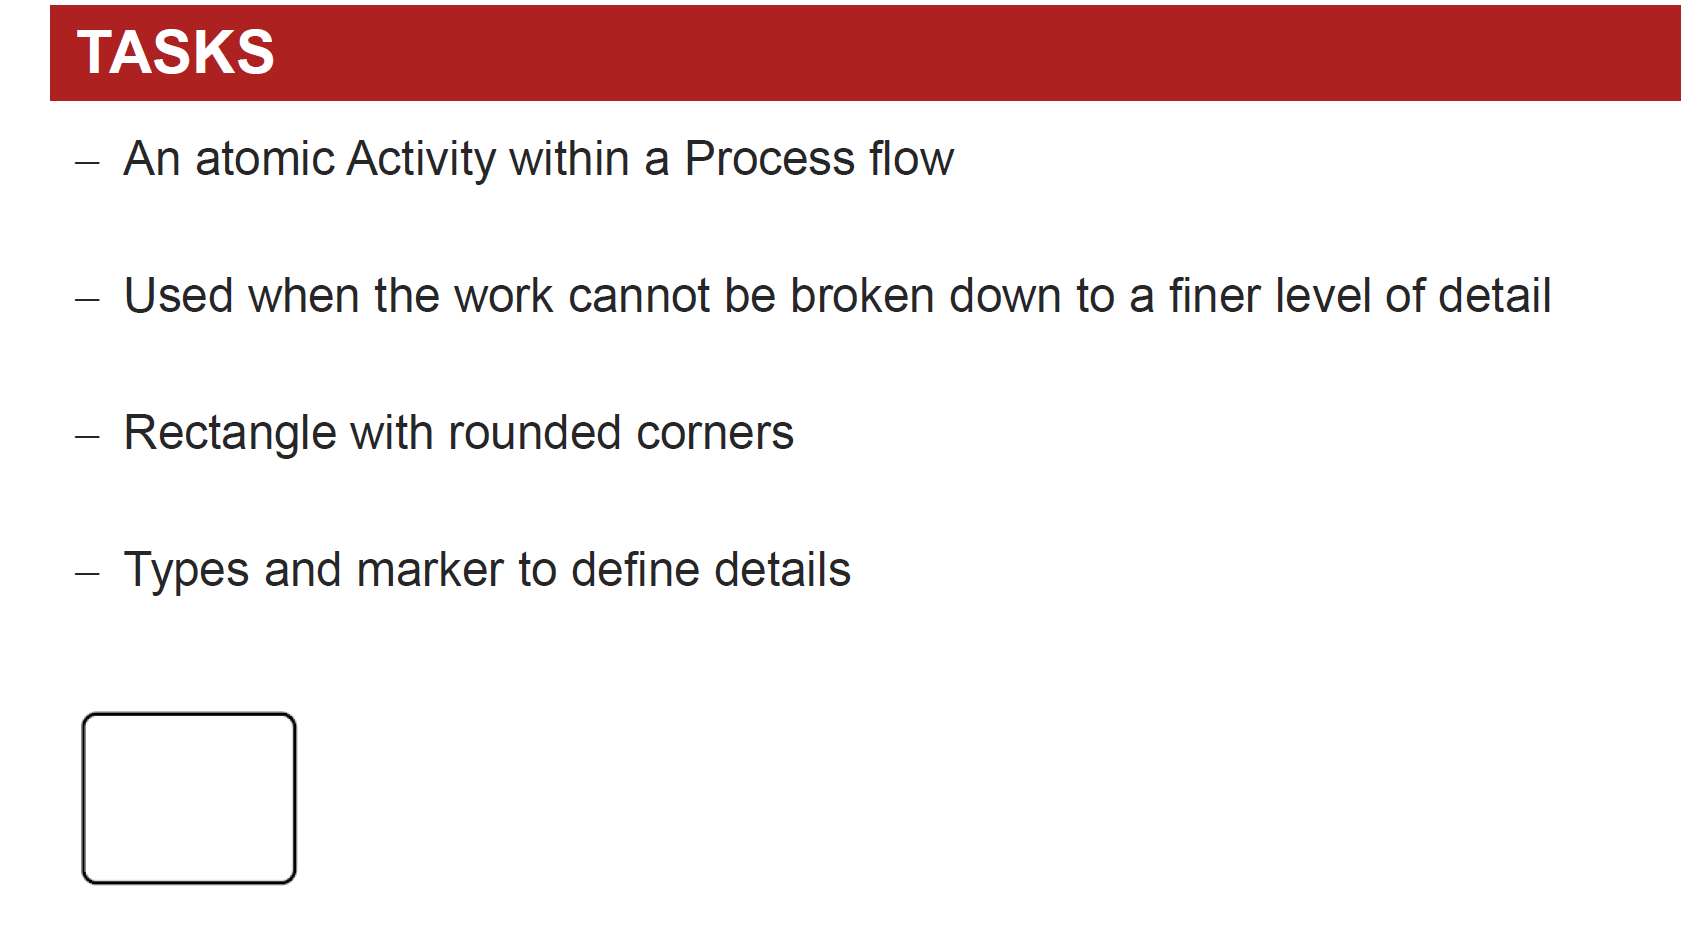 TASKS
– An atomic Activity within a Process flow
– Used when the work cannot be broken down to a finer level of detail
– Rectangle with rounded corners
– Types and marker to define details